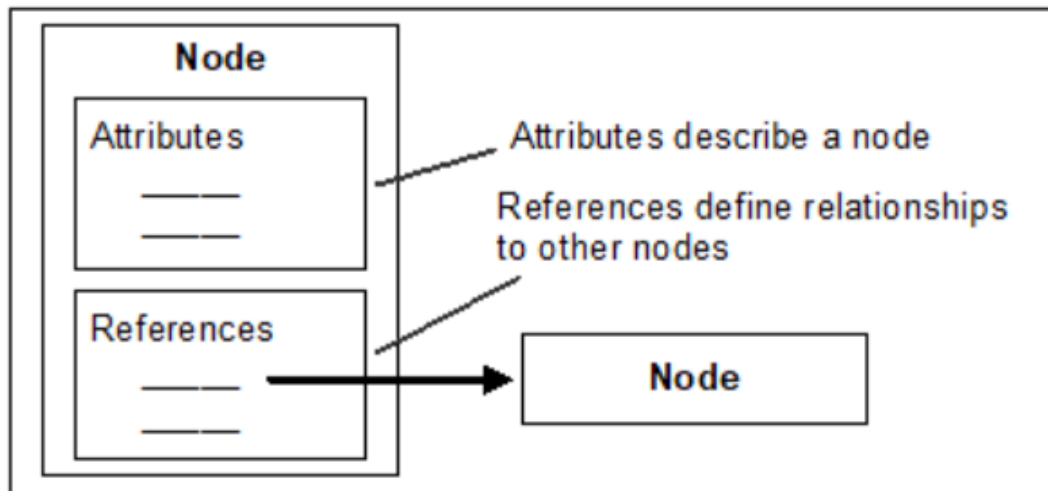 Node
Attributes
Attributes describe a node
References define relationships
to other nodes
References
Node